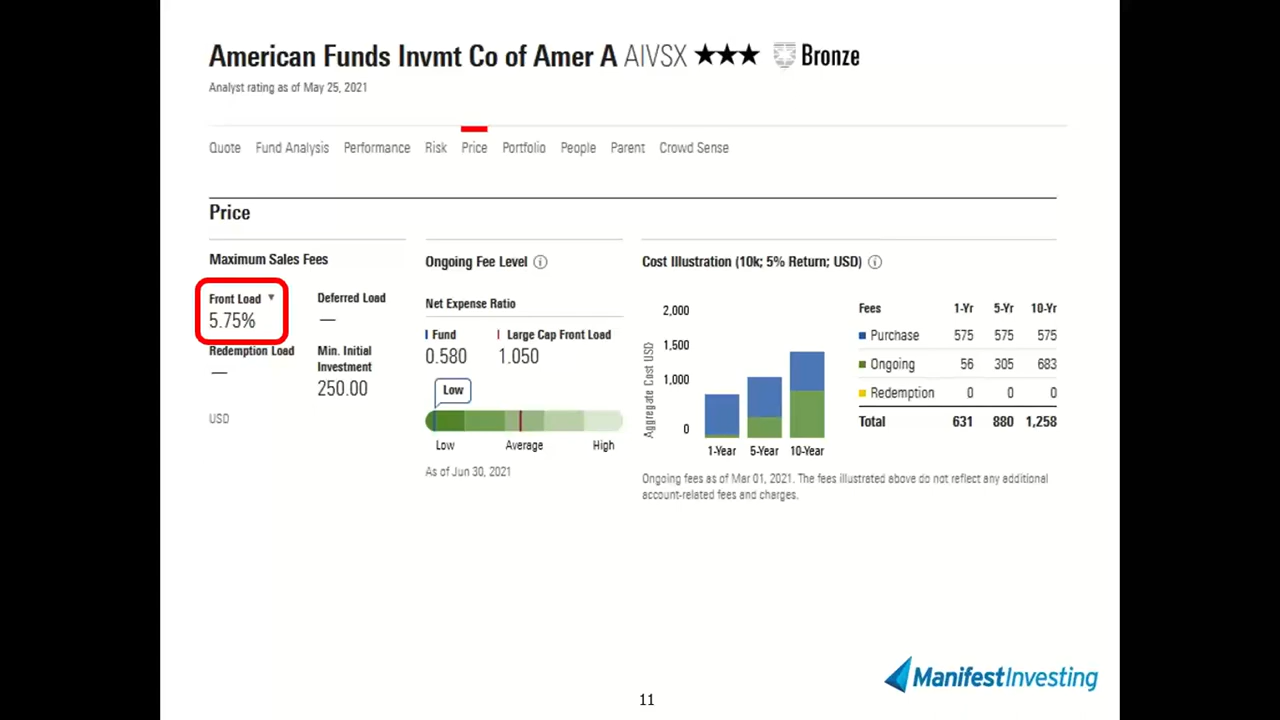 American Funds Invmt Co of Amer A AIVSX ★★★ Bronze
Analyst rating as of May 25, 2021
Quote Fund Analysis Performance Risk Price Portfolio People Parent Crowd Sense
Price
Maximum Sales Fees
Front Load ▼ Deferred Load
5.75% —
Redemption Load Min. Initial
Investment
— 250.00
USD
Ongoing Fee Level ⓘ
Net Expense Ratio
Fund Large Cap Front Load
0.580 1.050
Low
Low Average High
As of Jun 30, 2021
Cost Illustration (10k; 5% Return; USD) ⓘ
Aggregate Cost USD
2,000
1,500
1,000
0
1-Year 5-Year 10-Year
Fees 1-Yr 5-Yr 10-Yr
Purchase 575 575 575
Ongoing 56 305 683
Redemption 0 0 0
Total 631 880 1,258
Ongoing fees as of Mar 01, 2021. The fees illustrated above do not reflect any additional
account-related fees and charges.
ManifestInvesting
11